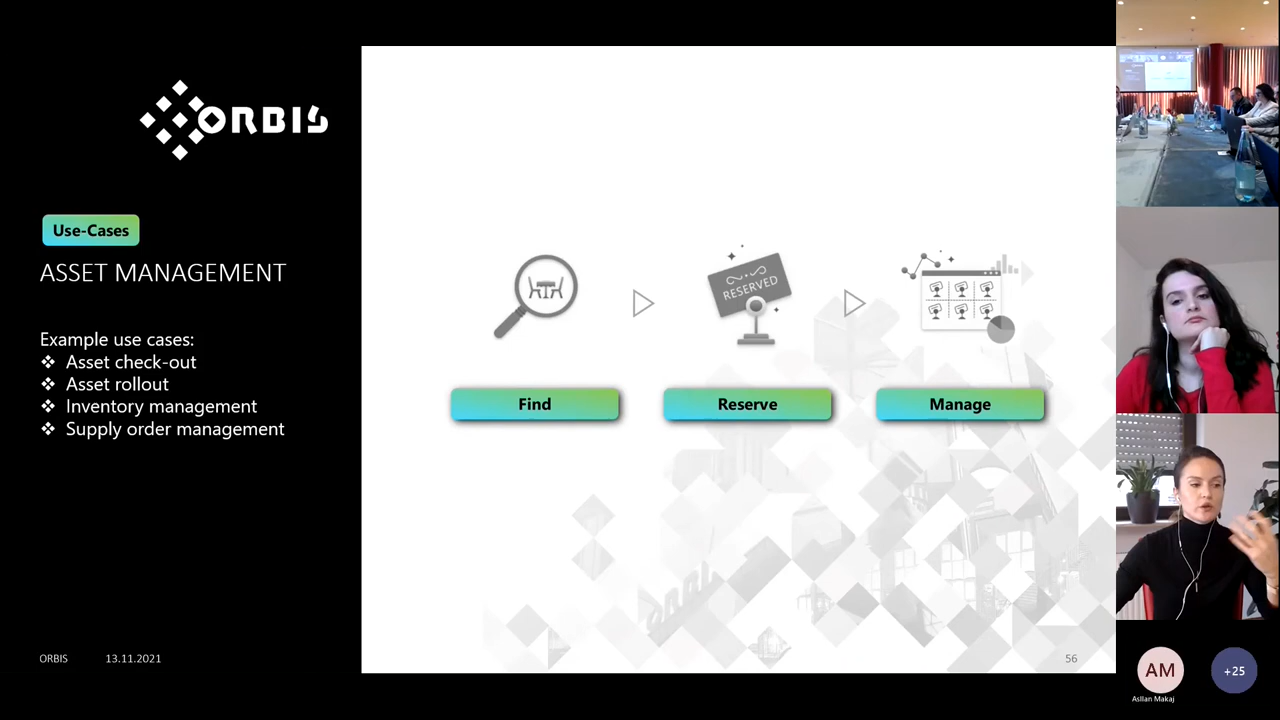 ORBIS
Use-Cases
ASSET MANAGEMENT
Example use cases:
❖ Asset check-out
❖ Asset rollout
❖ Inventory management
❖ Supply order management
ORBIS 13.11.2021
RESERVED
Find
Reserve
Manage
56
AM
+25
Asllan Makaj